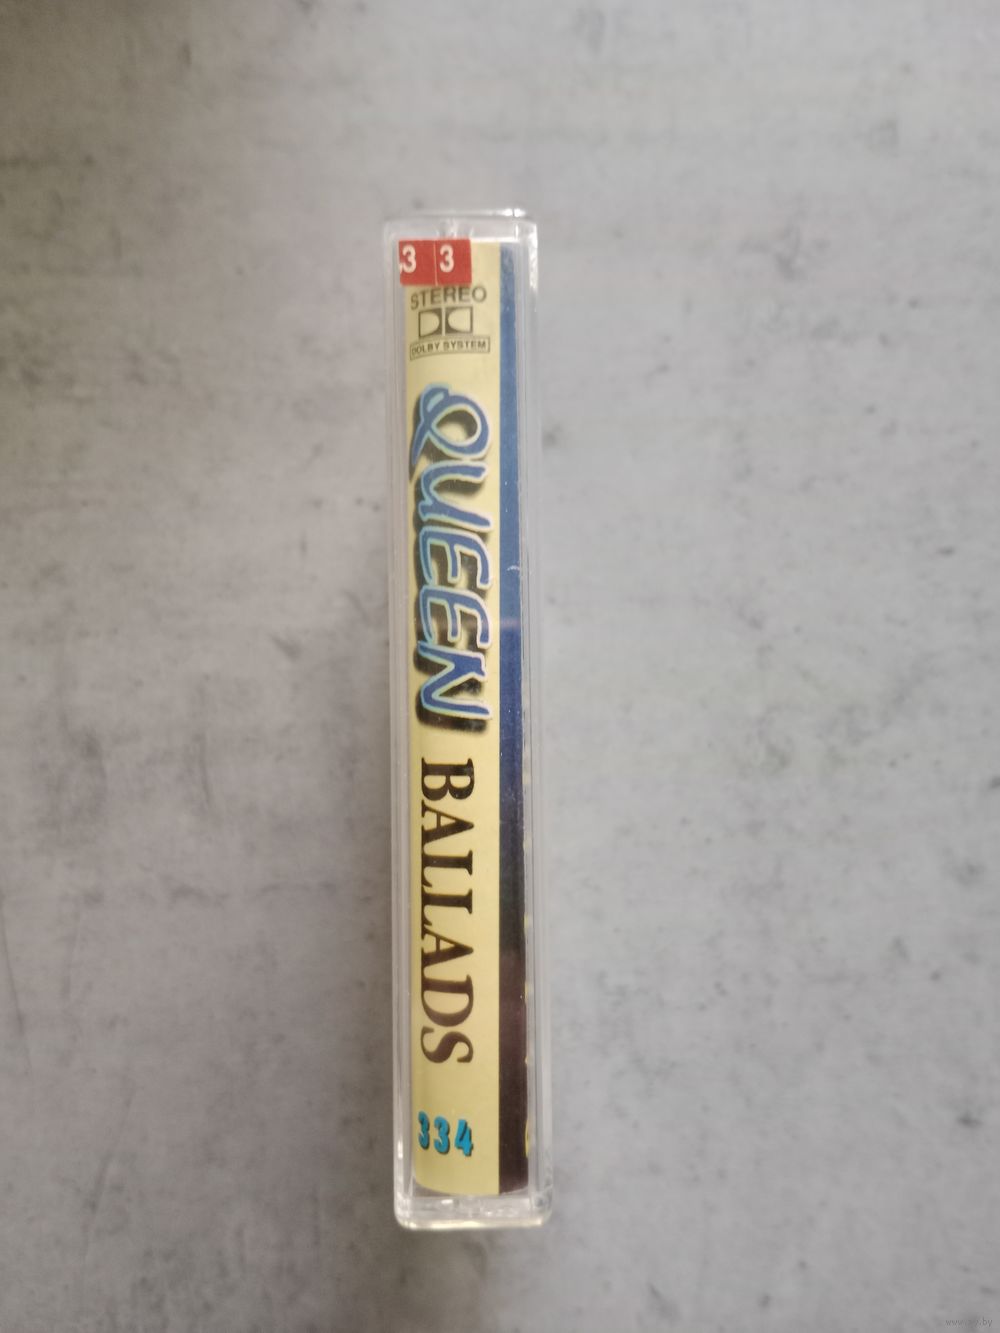 3 3
STEREO
DOLBY SYSTEM
QUEEN
BALLADS
334